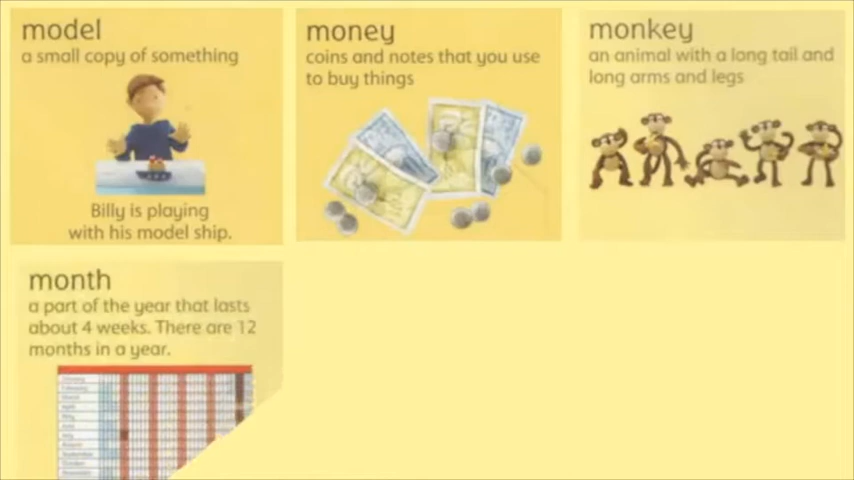 model
a small copy of something
Billy is playing
with his model ship.
money
coins and notes that you use
to buy things
monkey
an animal with a long tail and
long arms and legs
month
a part of the year that lasts
about 4 weeks. There are 12
months in a year.